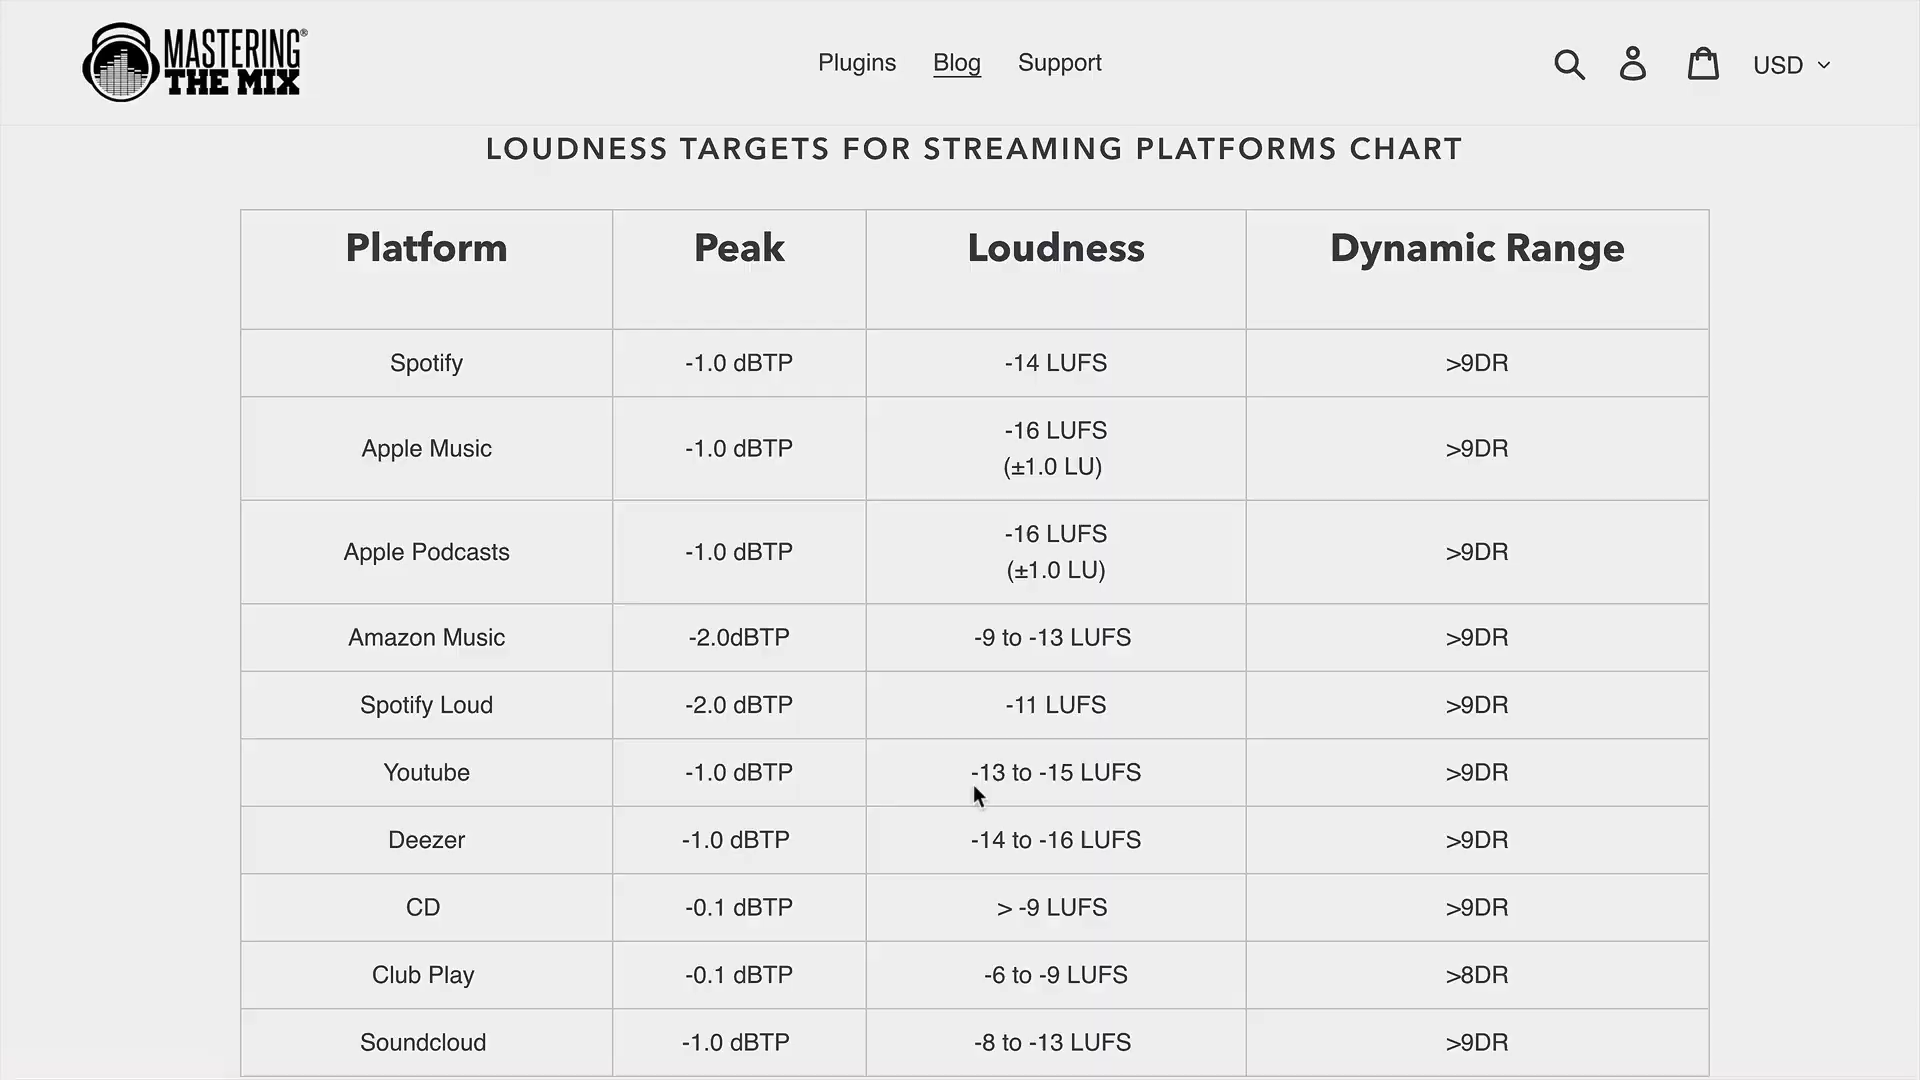 MASTERING®
THE MIX
Plugins Blog Support
USD
LOUDNESS TARGETS FOR STREAMING PLATFORMS CHART
Platform Peak Loudness Dynamic Range
Spotify -1.0 dBTP -14 LUFS >9DR
Apple Music -1.0 dBTP -16 LUFS (±1.0 LU) >9DR
Apple Podcasts -1.0 dBTP -16 LUFS (±1.0 LU) >9DR
Amazon Music -2.0dBTP -9 to -13 LUFS >9DR
Spotify Loud -2.0 dBTP -11 LUFS >9DR
Youtube -1.0 dBTP -13 to -15 LUFS >9DR
Deezer -1.0 dBTP -14 to -16 LUFS >9DR
CD -0.1 dBTP > -9 LUFS >9DR
Club Play -0.1 dBTP -6 to -9 LUFS >8DR
Soundcloud -1.0 dBTP -8 to -13 LUFS >9DR